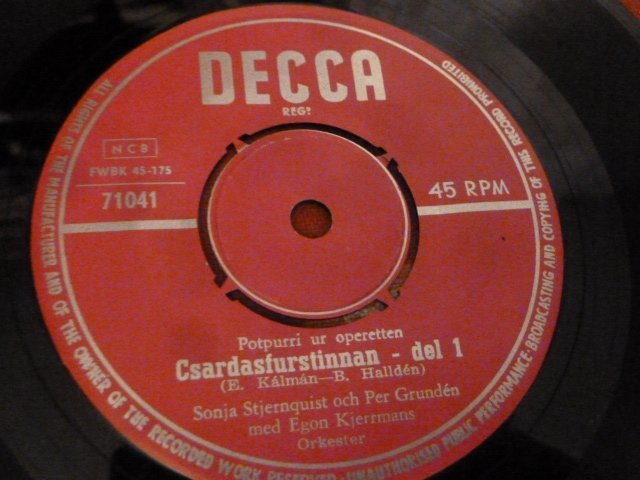 DECCA
REGD
NCB
FWBK 45-175
71041
45 RPM
Potpurri ur operetten
Csardasfurstinnan - del 1
(E. Kálmán—B. Halldén)
Sonja Stjernquist och Per Grundén
med Egon Kjerrmans
Orkester
ALL RIGHTS OF THE MANUFACTURER AND OF THE OWNER OF THE RECORDED WORK RESERVED · UNAUTHORISED PUBLIC PERFORMANCE · BROADCASTING AND COPYING OF THIS RECORD PROHIBITED